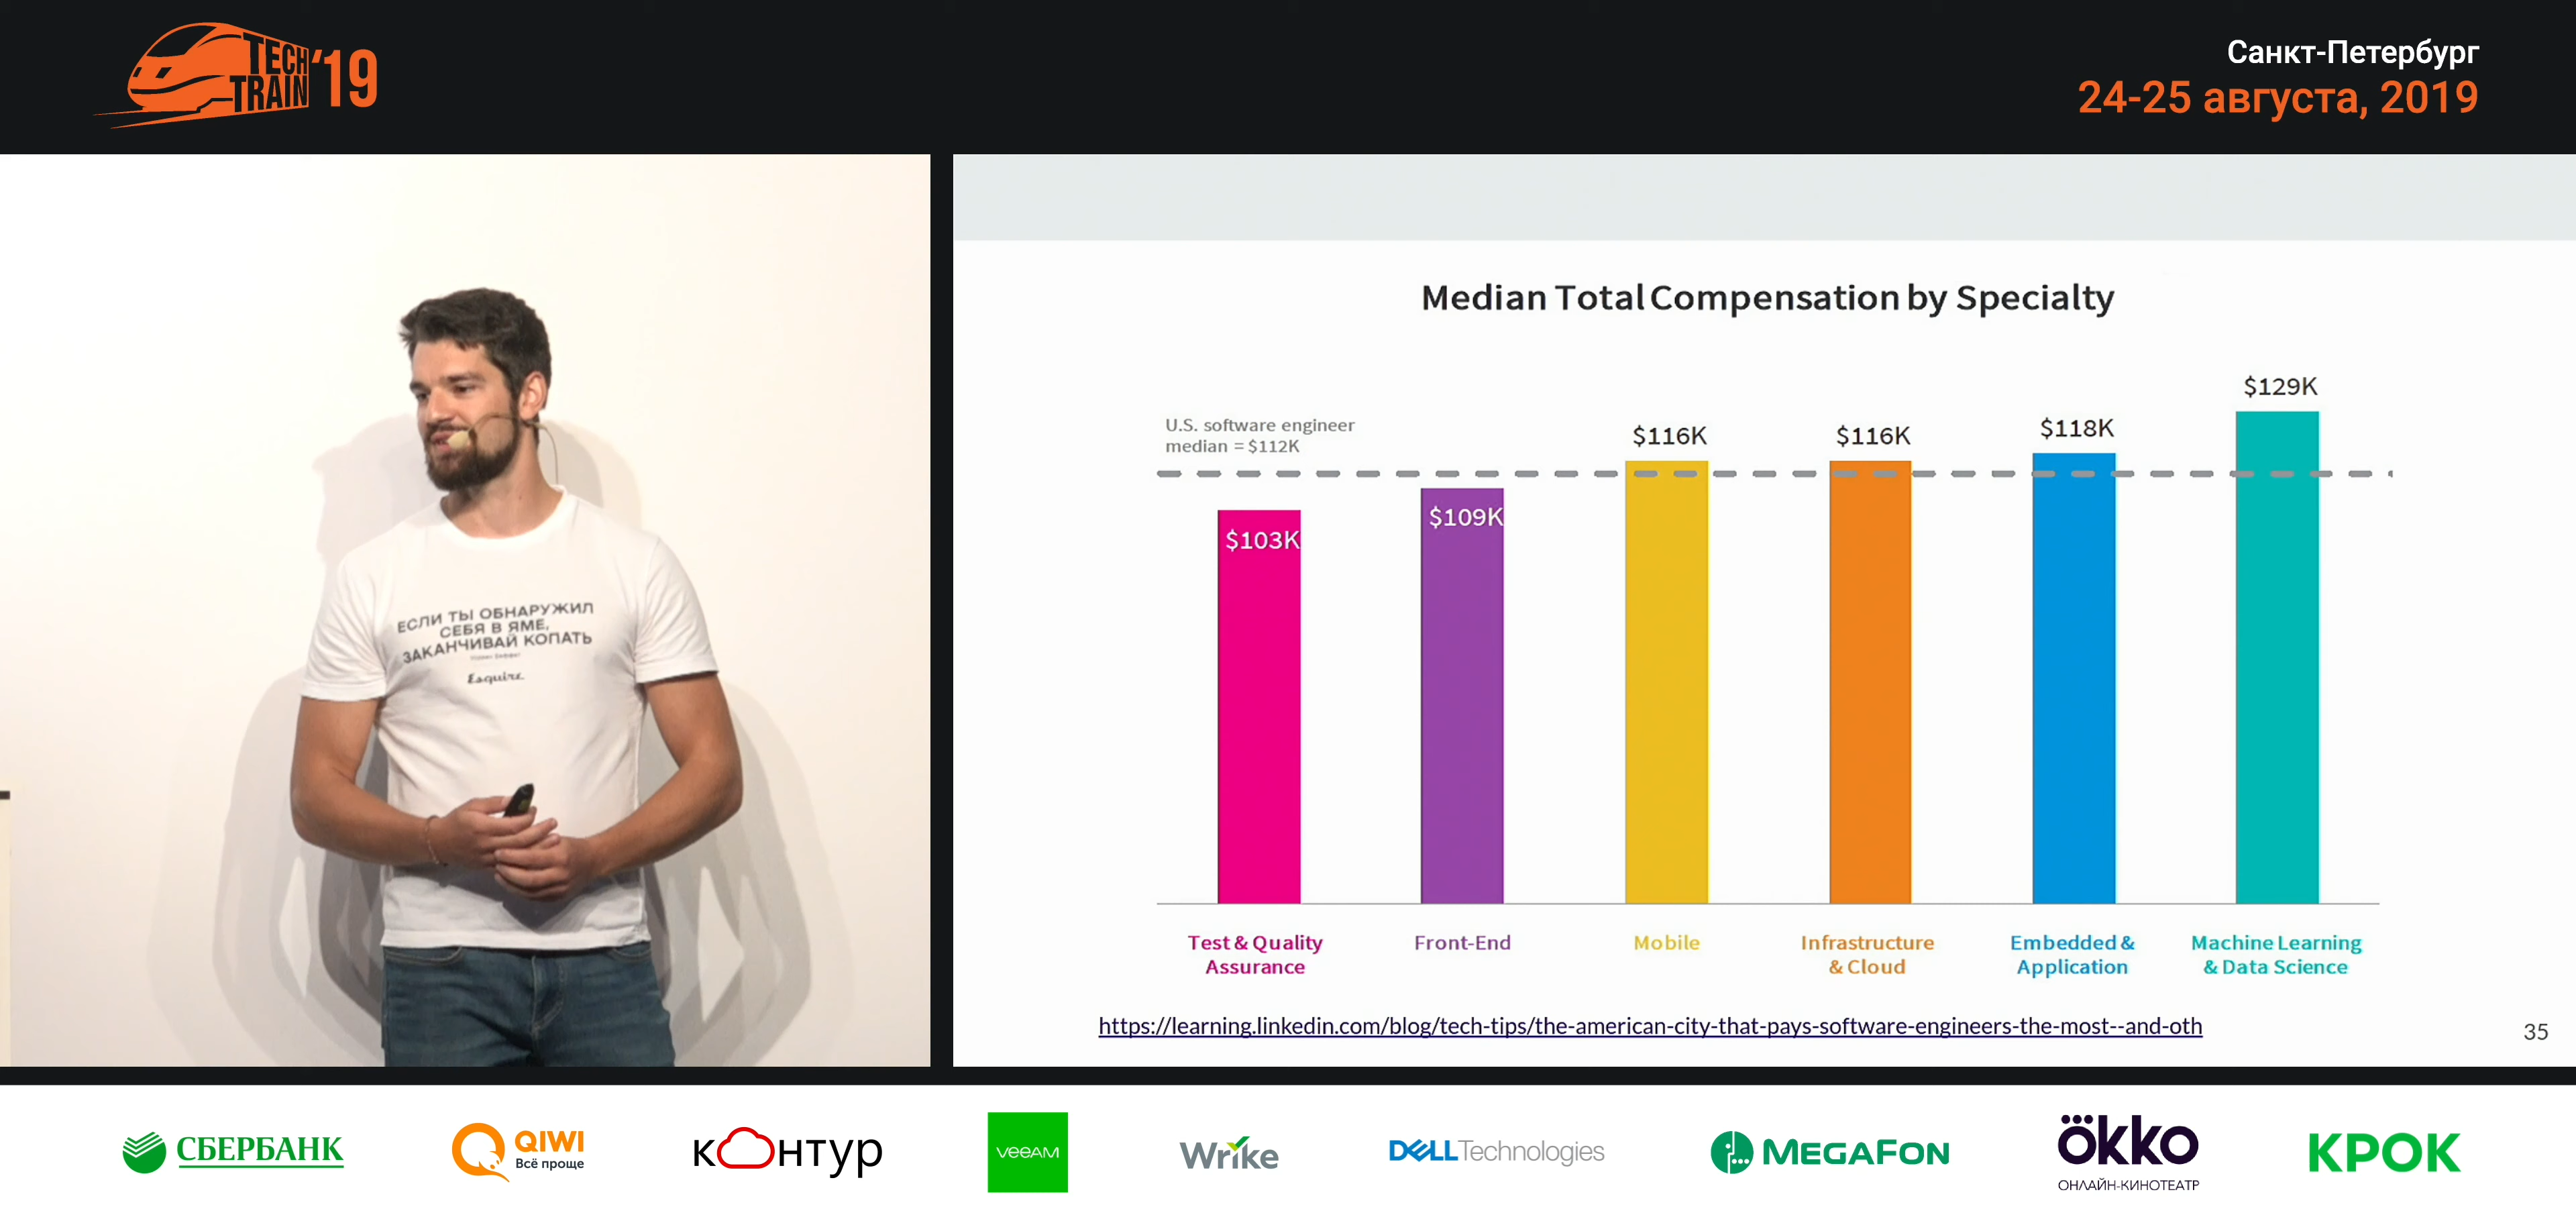 TECH
TRAIN'19
Санкт-Петербург
24-25 августа, 2019
ЕСЛИ ТЫ ОБНАРУЖИЛ
СЕБЯ В ЯМЕ,
ЗАКАНЧИВАЙ КОПАТЬ
Esquire
Median Total Compensation by Specialty
U.S. software engineer
median = $112K
$103K
$109K
$116K
$116K
$118K
$129K
Test & Quality
Assurance
Front-End
Mobile
Infrastructure
& Cloud
Embedded &
Application
Machine Learning
& Data Science
https://learning.linkedin.com/blog/tech-tips/the-american-city-that-pays-software-engineers-the-most--and-oth
35
СБЕРБАНК
QIWI
Всё проще
контур
veeam
Wrike
DELL Technologies
MEGAFON
ökko
ОНЛАЙН-КИНОТЕАТР
КРОК